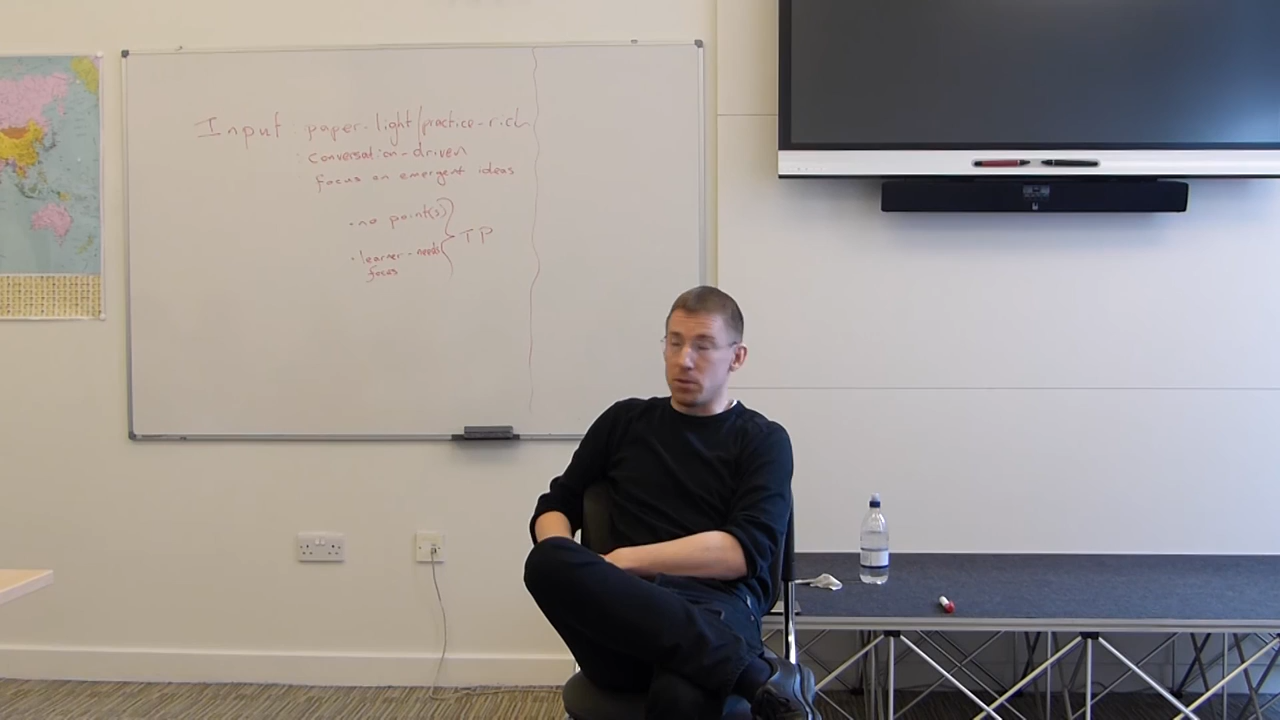 Input : paper-light/practice-rich
: conversation-driven
focus on emergent ideas
• no point(s)
TP
• learner-needs
focus